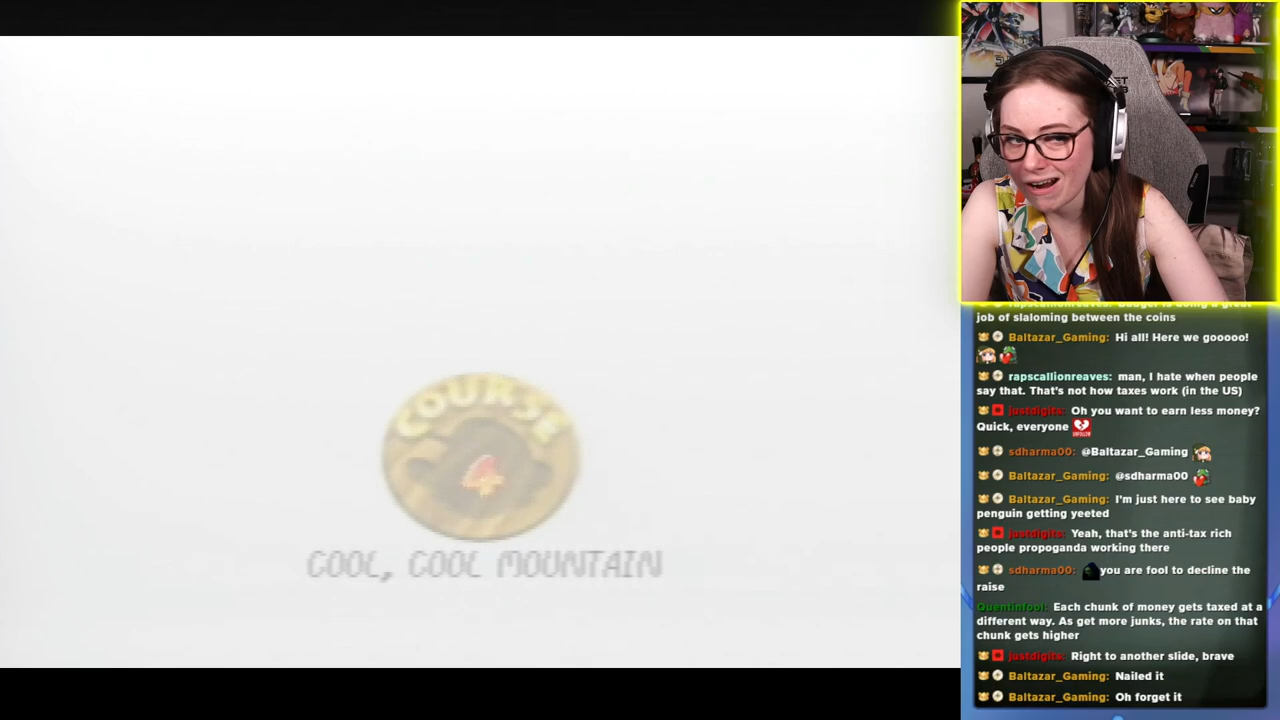 COURSE
4
COOL, COOL MOUNTAIN
job of slaloming between the coins
Baltazar_Gaming: Hi all! Here we gooooo!
rapscallionreaves: man, I hate when people
say that. That's not how taxes work (in the US)
justdigits: Oh you want to earn less money?
Quick, everyone
sdharma00: @Baltazar_Gaming
Baltazar_Gaming: @sdharma00
Baltazar_Gaming: I'm just here to see baby
penguin getting yeeted
justdigits: Yeah, that's the anti-tax rich
people propoganda working there
sdharma00: you are fool to decline the
raise
Quentinfool: Each chunk of money gets taxed at a
different way. As get more junks, the rate on that
chunk gets higher
justdigits: Right to another slide, brave
Baltazar_Gaming: Nailed it
Baltazar_Gaming: Oh forget it